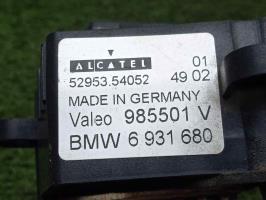 ALCATEL 01
52953.54052 49 02
MADE IN GERMANY
Valeo 985501 V
BMW 6 931 680